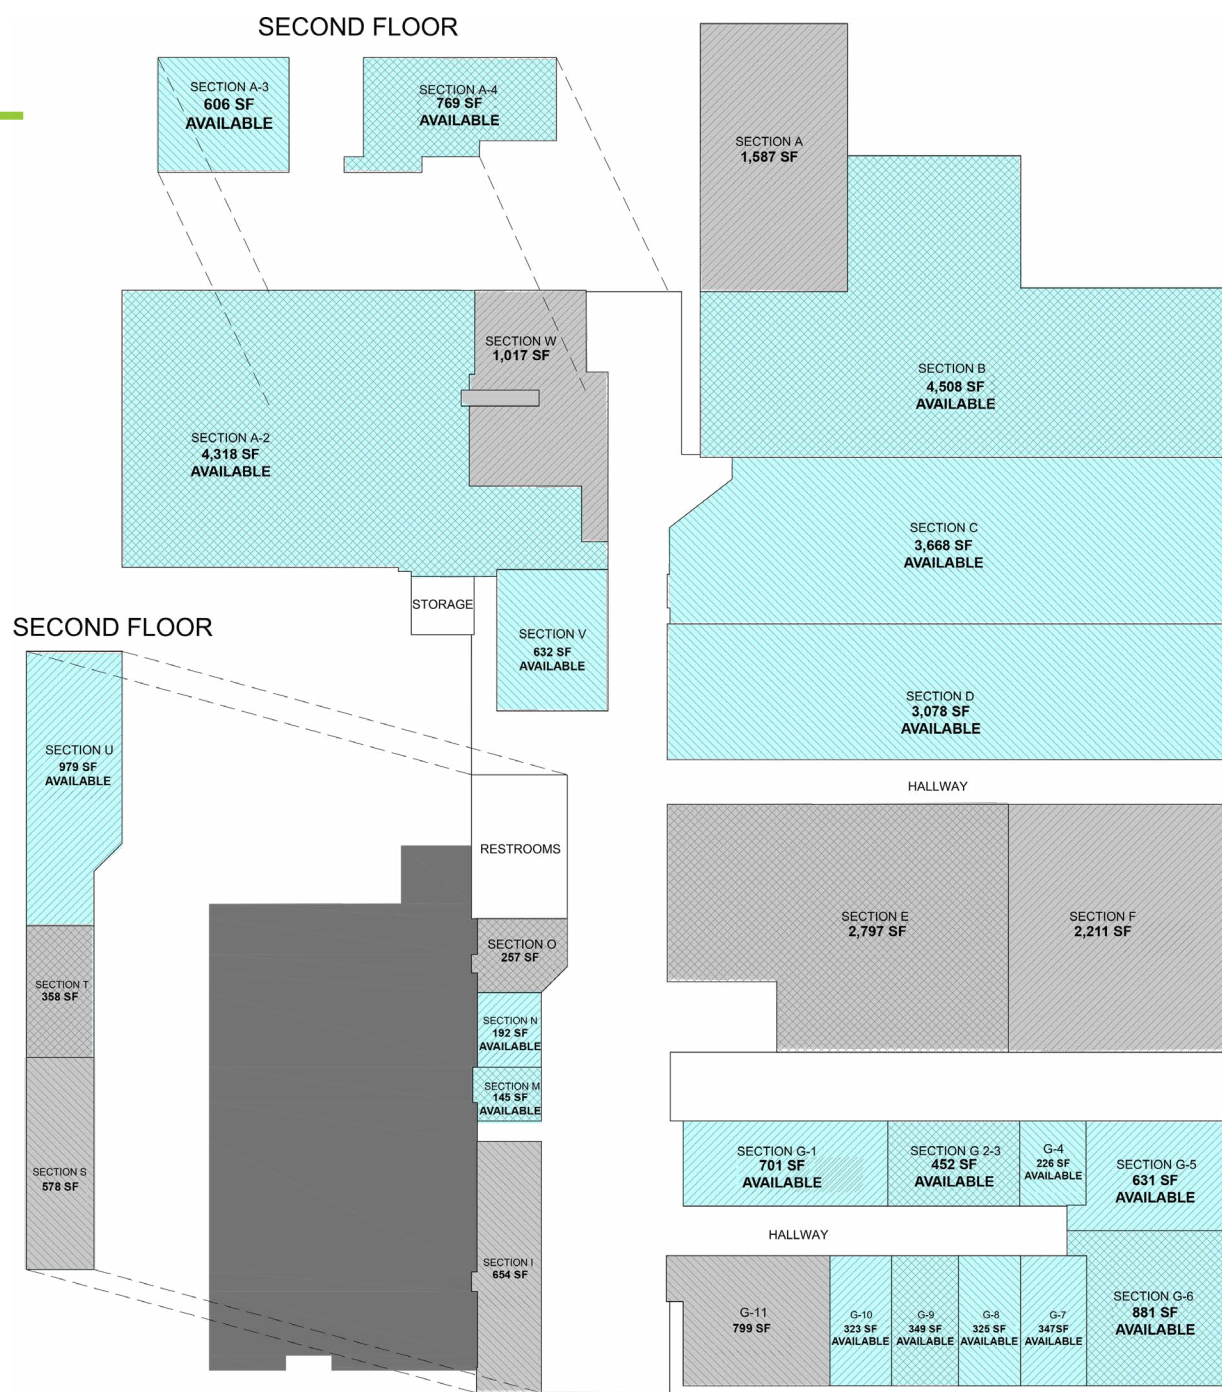 SECOND FLOOR
SECTION A-3
606 SF
AVAILABLE
SECTION A-4
769 SF
AVAILABLE
SECTION A
1,587 SF
SECTION W
1,017 SF
SECTION B
4,508 SF
AVAILABLE
SECTION A-2
4,318 SF
AVAILABLE
SECTION C
3,668 SF
AVAILABLE
STORAGE
SECOND FLOOR
SECTION V
632 SF
AVAILABLE
SECTION D
3,078 SF
AVAILABLE
SECTION U
979 SF
AVAILABLE
HALLWAY
RESTROOMS
SECTION E
2,797 SF
SECTION F
2,211 SF
SECTION O
257 SF
SECTION T
358 SF
SECTION N
192 SF
AVAILABLE
SECTION M
145 SF
AVAILABLE
SECTION G-1
701 SF
AVAILABLE
SECTION G 2-3
452 SF
AVAILABLE
G-4
226 SF
AVAILABLE
SECTION G-5
631 SF
AVAILABLE
SECTION S
578 SF
HALLWAY
SECTION I
654 SF
G-11
799 SF
G-10
323 SF
AVAILABLE
G-9
349 SF
AVAILABLE
G-8
325 SF
AVAILABLE
G-7
347SF
AVAILABLE
SECTION G-6
881 SF
AVAILABLE